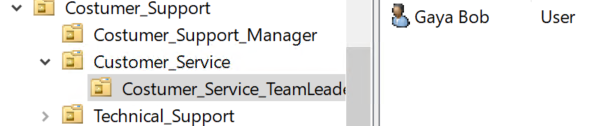 Costumer_Support
Costumer_Support_Manager
Customer_Service
Costumer_Service_TeamLeade
Technical_Support
Gaya Bob User